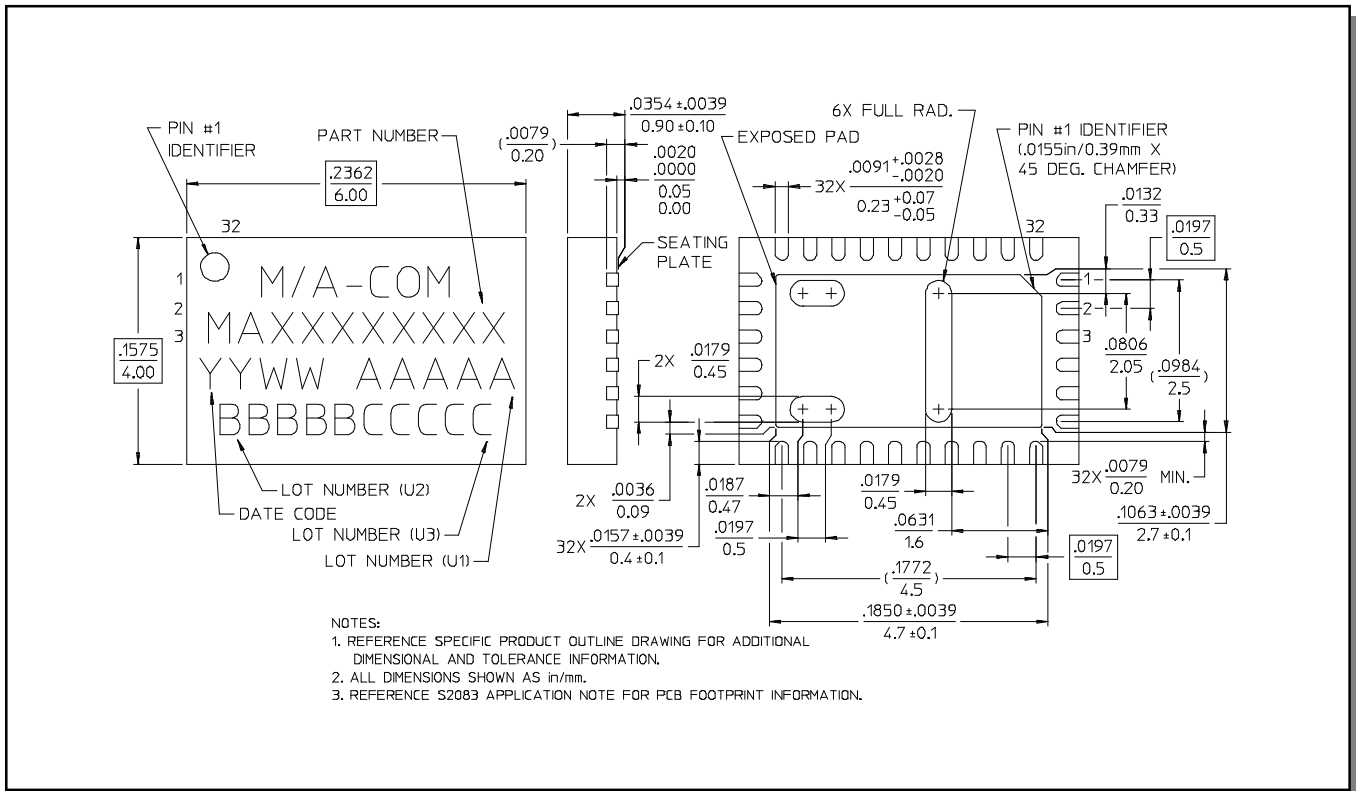 PIN #1
IDENTIFIER
PART NUMBER
.2362
6.00
32
1
2
3
.1575
4.00
M/A-COM
MAXXXXXXXXX
YYWW AAAAA
BBBBBCCCCC
LOT NUMBER (U2)
DATE CODE
LOT NUMBER (U3)
LOT NUMBER (U1)
.0354 ±.0039
0.90 ±0.10
(.0079
0.20)
.0020
.0000
0.05
0.00
SEATING
PLATE
EXPOSED PAD
6X FULL RAD.
32X .0091 +.0028
-.0020
0.23 +0.07
-0.05
PIN #1 IDENTIFIER
(.0155in/0.39mm X
45 DEG. CHAMFER)
32
.0132
0.33
.0197
0.5
1
2
3
.0806
2.05
(.0984
2.5)
2X .0179
0.45
2X .0036
0.09
32X .0157 ±.0039
0.4 ±0.1
.0187
0.47
.0197
0.5
.0179
0.45
.0631
1.6
32X .0079 MIN.
0.20
.1063 ±.0039
2.7 ±0.1
.0197
0.5
(.1772
4.5)
.1850 ±.0039
4.7 ±0.1
NOTES:
1. REFERENCE SPECIFIC PRODUCT OUTLINE DRAWING FOR ADDITIONAL
DIMENSIONAL AND TOLERANCE INFORMATION.
2. ALL DIMENSIONS SHOWN AS in/mm.
3. REFERENCE S2083 APPLICATION NOTE FOR PCB FOOTPRINT INFORMATION.